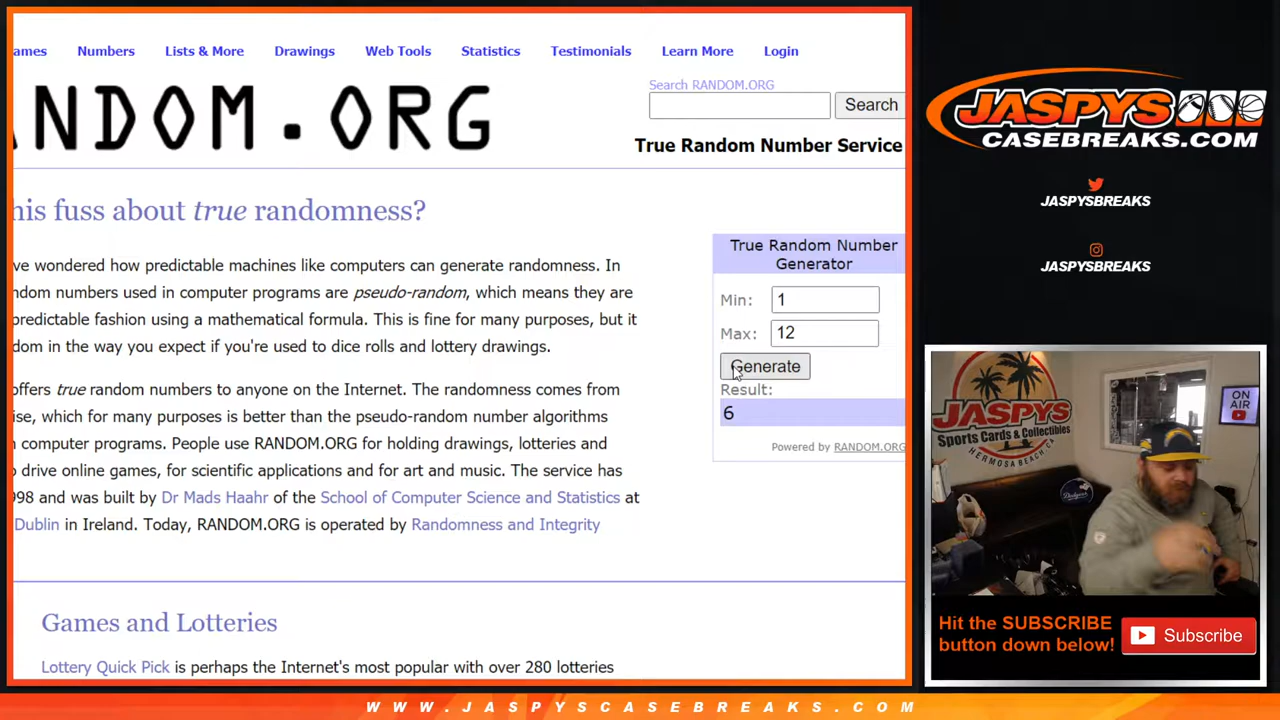 ames Numbers Lists & More Drawings Web Tools Statistics Testimonials Learn More Login
NDOM.ORG
Search RANDOM.ORG
Search
True Random Number Service
his fuss about true randomness?
ve wondered how predictable machines like computers can generate randomness. In
ndom numbers used in computer programs are pseudo-random, which means they are
predictable fashion using a mathematical formula. This is fine for many purposes, but it
dom in the way you expect if you're used to dice rolls and lottery drawings.
offers true random numbers to anyone on the Internet. The randomness comes from
ise, which for many purposes is better than the pseudo-random number algorithms
n computer programs. People use RANDOM.ORG for holding drawings, lotteries and
o drive online games, for scientific applications and for art and music. The service has
998 and was built by Dr Mads Haahr of the School of Computer Science and Statistics at
Dublin in Ireland. Today, RANDOM.ORG is operated by Randomness and Integrity
Games and Lotteries
Lottery Quick Pick is perhaps the Internet's most popular with over 280 lotteries
True Random Number
Generator
Min: 1
Max: 12
Generate
Result:
6
Powered by RANDOM.ORG
JASPYS
CASEBREAKS.COM
JASPYSBREAKS
JASPYSBREAKS
JASPYS
Sports Cards & Collectibles
HERMOSA BEACH, CA
ON
AIR
Dodgers
Hit the SUBSCRIBE
button down below!
Subscribe
WWW.JASPYSCASEBREAKS.COM